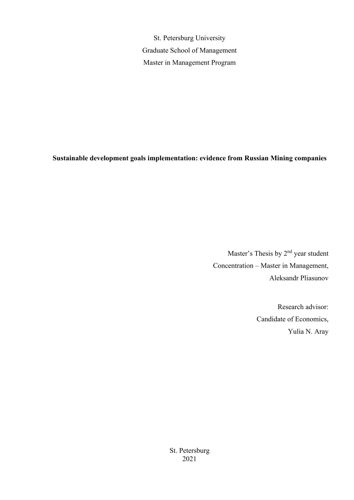 St. Petersburg University
Graduate School of Management
Master in Management Program
Sustainable development goals implementation: evidence from Russian Mining companies
Master's Thesis by 2nd year student
Concentration – Master in Management,
Aleksandr Pliasunov
Research advisor:
Candidate of Economics,
Yulia N. Aray
St. Petersburg
2021